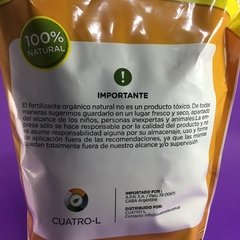 100%
NATURAL
!
IMPORTANTE
El fertilizante orgánico natural no es un producto tóxico. De todas
maneras sugerimos guardarlo en un lugar fresco y seco, apartado
del alcance de los niños, personas inexpertas y animales. La em-
presa sólo se hace responsable por la calidad del producto y no
se asume responsabilidad alguna por su almacenaje, uso y forma
de aplicación fuera de las recomendaciones, ya que las mismas
quedan totalmente fuera de nuestro alcance y/o supervisión
CUATRO-L
IMPORTADO POR:
CABA Argentina
DISTRIBUIDO POR:
CUATRO-L